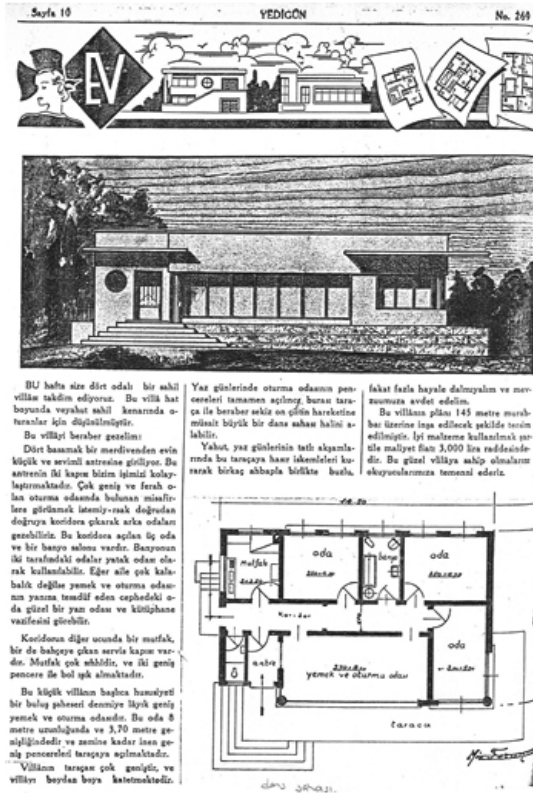 Sayfa 10
YEDİGÜN
No. 269
EV
BU hafta size dört odalı bir sahil
villâsı takdim ediyoruz. Bu villâ hat
boyunda veyahut sahil kenarında o-
turanlar için düşünülmüştür.
Bu villâyi beraber gezelim:
Dört basamak bir merdivenden evin
küçük ve sevimli antresine giriliyor. Bu
antrenin iki kapısı bizim işimizi kolay-
laştırmaktadır. Çok geniş ve ferah o-
lan oturma odasında bulunan misafir-
lere görünmek istemiyorsak doğrudan
doğruya koridora çıkarak arka odaları
gezebiliriz. Bu koridora açılan üç oda
ve bir banyo salonu vardır. Banyonun
iki tarafındaki odalar yatak odası ola-
rak kullanılabilir. Eğer aile çok kala-
balık değilse yemek ve oturma odası-
nın yanına tesadüf eden cephedeki o-
da güzel bir yazı odası ve kütüphane
vazifesini görebilir.
Koridorun diğer ucunda bir mutfak,
bir de bahçeye çıkan servis kapısı var-
dır. Mutfak çok sıhhidir, ve iki geniş
pencere ile bol ışık almaktadır.
Bu küçük villânın başlıca hususiyeti
bir buluş şaheseri denmiye lâyık geniş
yemek ve oturma odasıdır. Bu oda 8
metre uzunluğunda ve 3,70 metre ge-
nişliğindedir ve zemine kadar inen ge-
niş pencereleri taraçaya açılmaktadır.
Villânın taraçası çok geniştir, ve
villâyı boydan boya katetmektedir.
Yaz günlerinde oturma odasının pen-
cereleri tamamen açılınca, burası tara-
ça ile beraber sekiz on çiftin hareketine
müsait büyük bir dans sahası halini a-
labilir.
Yahut, yaz günlerinin tatlı akşamla-
rında bu taraçaya hasır iskemleleri ku-
rarak birkaç ahbapla birlikte buzlu,
fakat fazla hayale dalmıyalım ve mev-
zuumuza avdet edelim.
Bu villânın plânı 145 metre murab-
baı üzerine inşa edilecek şekilde tersim
edilmiştir. İyi malzeme kullanılmak şar-
tile maliyet fiatı 3,000 lira raddesinde-
dir. Bu güzel villâya sahip olmalarını
okuyucularımıza temenni ederiz.
mutfak
oda
banyo
oda
koridor
oda
antre
yemek ve oturma odası
taraça
dans sahası.